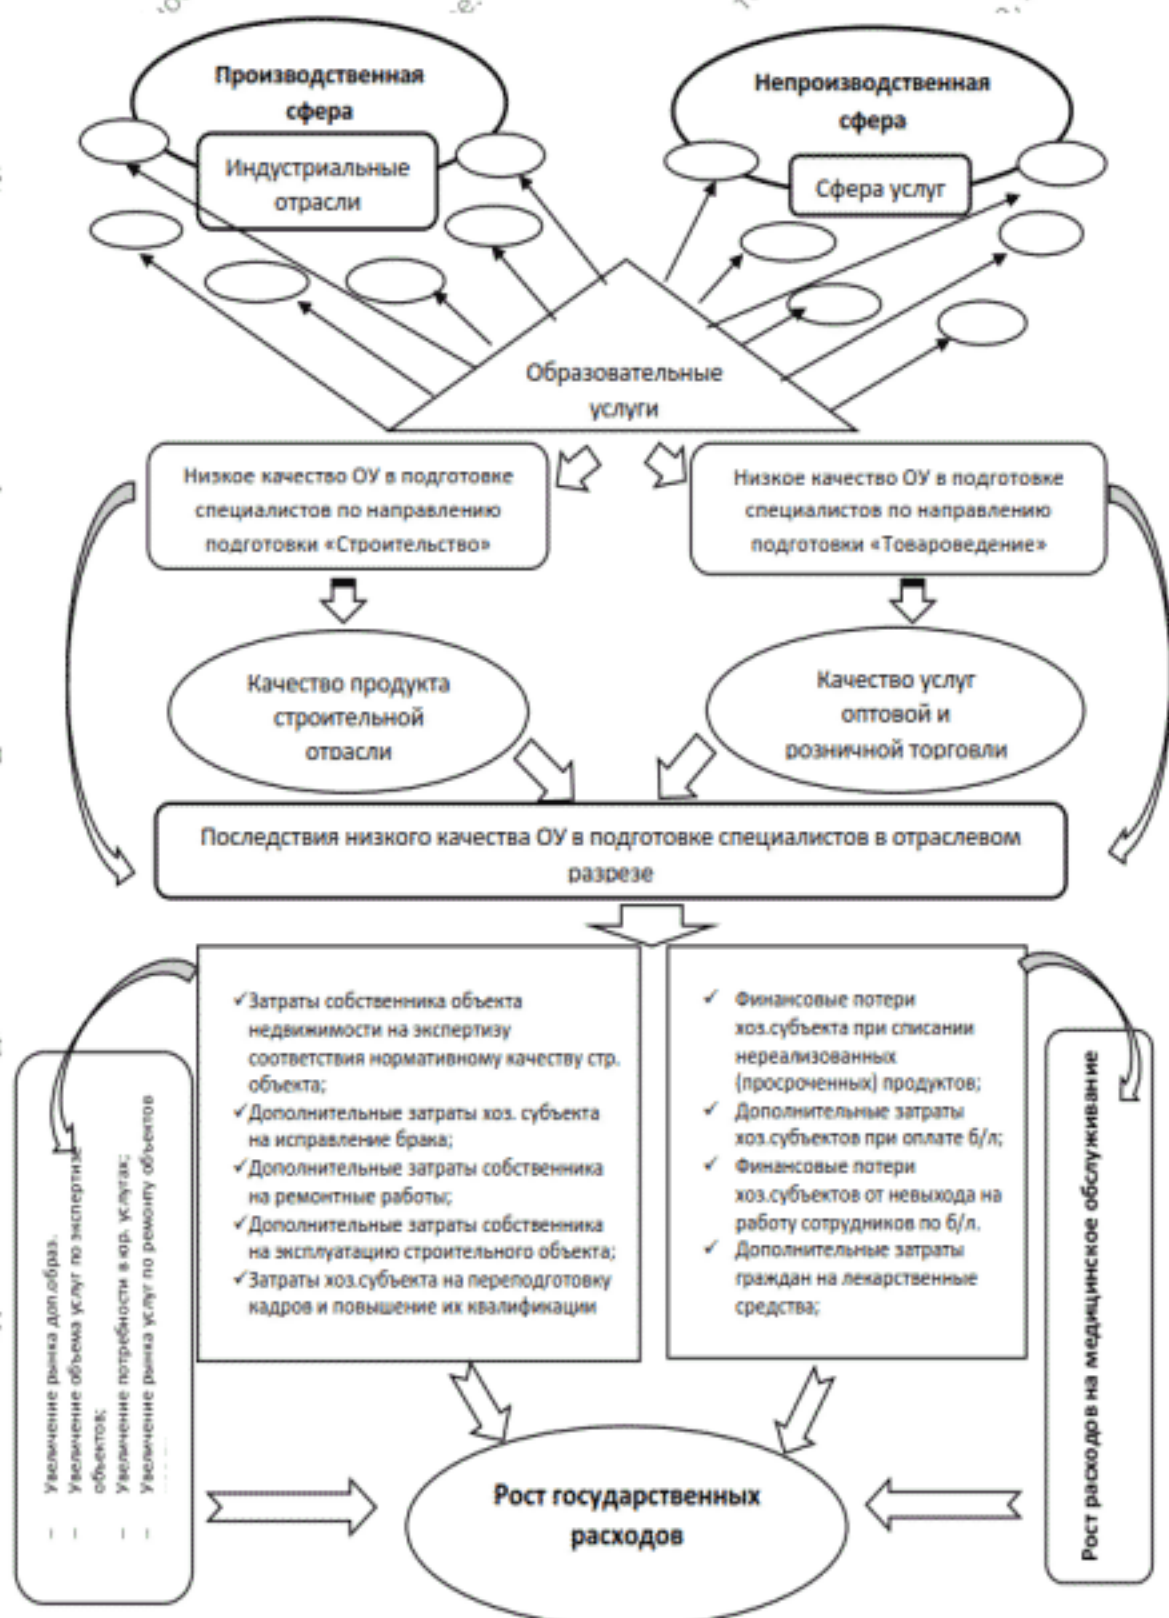 Производственная
сфера
Индустриальные
отрасли
Непроизводственная
сфера
Сфера услуг
Образовательные
услуги
Низкое качество ОУ в подготовке
специалистов по направлению
подготовки «Строительство»
Низкое качество ОУ в подготовке
специалистов по направлению
подготовки «Товароведение»
Качество продукта
строительной
отрасли
Качество услуг
оптовой и
розничной торговли
Последствия низкого качества ОУ в подготовке специалистов в отраслевом
разрезе
✓Затраты собственника объекта
недвижимости на экспертизу
соответствия нормативному качеству стр.
объекта;
✓Дополнительные затраты хоз. субъекта
на исправление брака;
✓Дополнительные затраты собственника
на ремонтные работы;
✓Дополнительные затраты собственника
на эксплуатацию строительного объекта;
✓Затраты хоз.субъекта на переподготовку
кадров и повышение их квалификации
✓ Финансовые потери
хоз.субъекта при списании
нереализованных
(просроченных) продуктов;
✓ Дополнительные затраты
хоз.субъектов при оплате б/л;
✓ Финансовые потери
хоз.субъектов от невыхода на
работу сотрудников по б/л.
✓ Дополнительные затраты
граждан на лекарственные
средства;
– Увеличение рынка доп.образ.
– Увеличение объема услуг по экспертизе
объектов;
– Увеличение потребности в юр. услугах;
– Увеличение рынка услуг по ремонту объектов
Рост расходов на медицинское обслуживание
Рост государственных
расходов